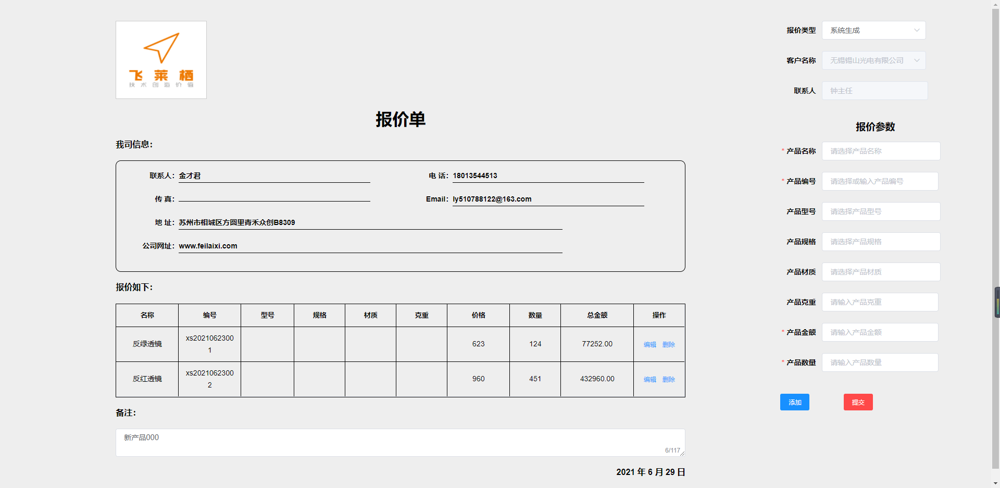 飞莱栖
技术创造价值
报价单
我司信息：
联系人：金才君 电 话：18013544513
传 真： Email：ly510788122@163.com
地 址：苏州市相城区方圆里青禾众创B8309
公司网址：www.feilaixi.com
报价如下：
名称 编号 型号 规格 材质 克重 价格 数量 总金额 操作
反绿透镜 xs2021062300 623 124 77252.00 编辑 删除
1
反红透镜 xs2021062300 960 451 432960.00 编辑 删除
2
备注：
新产品000
6/117
2021 年 6 月 29 日
报价类型 系统生成
客户名称 无锡锡山光电有限公司
联系人 钟主任
报价参数
* 产品名称 请选择产品名称
* 产品编号 请选择或输入产品编号
产品型号 请选择产品型号
产品规格 请选择产品规格
产品材质 请选择产品材质
产品克重 请输入产品克重
* 产品金额 请输入产品金额
* 产品数量 请输入产品数量
添加 提交